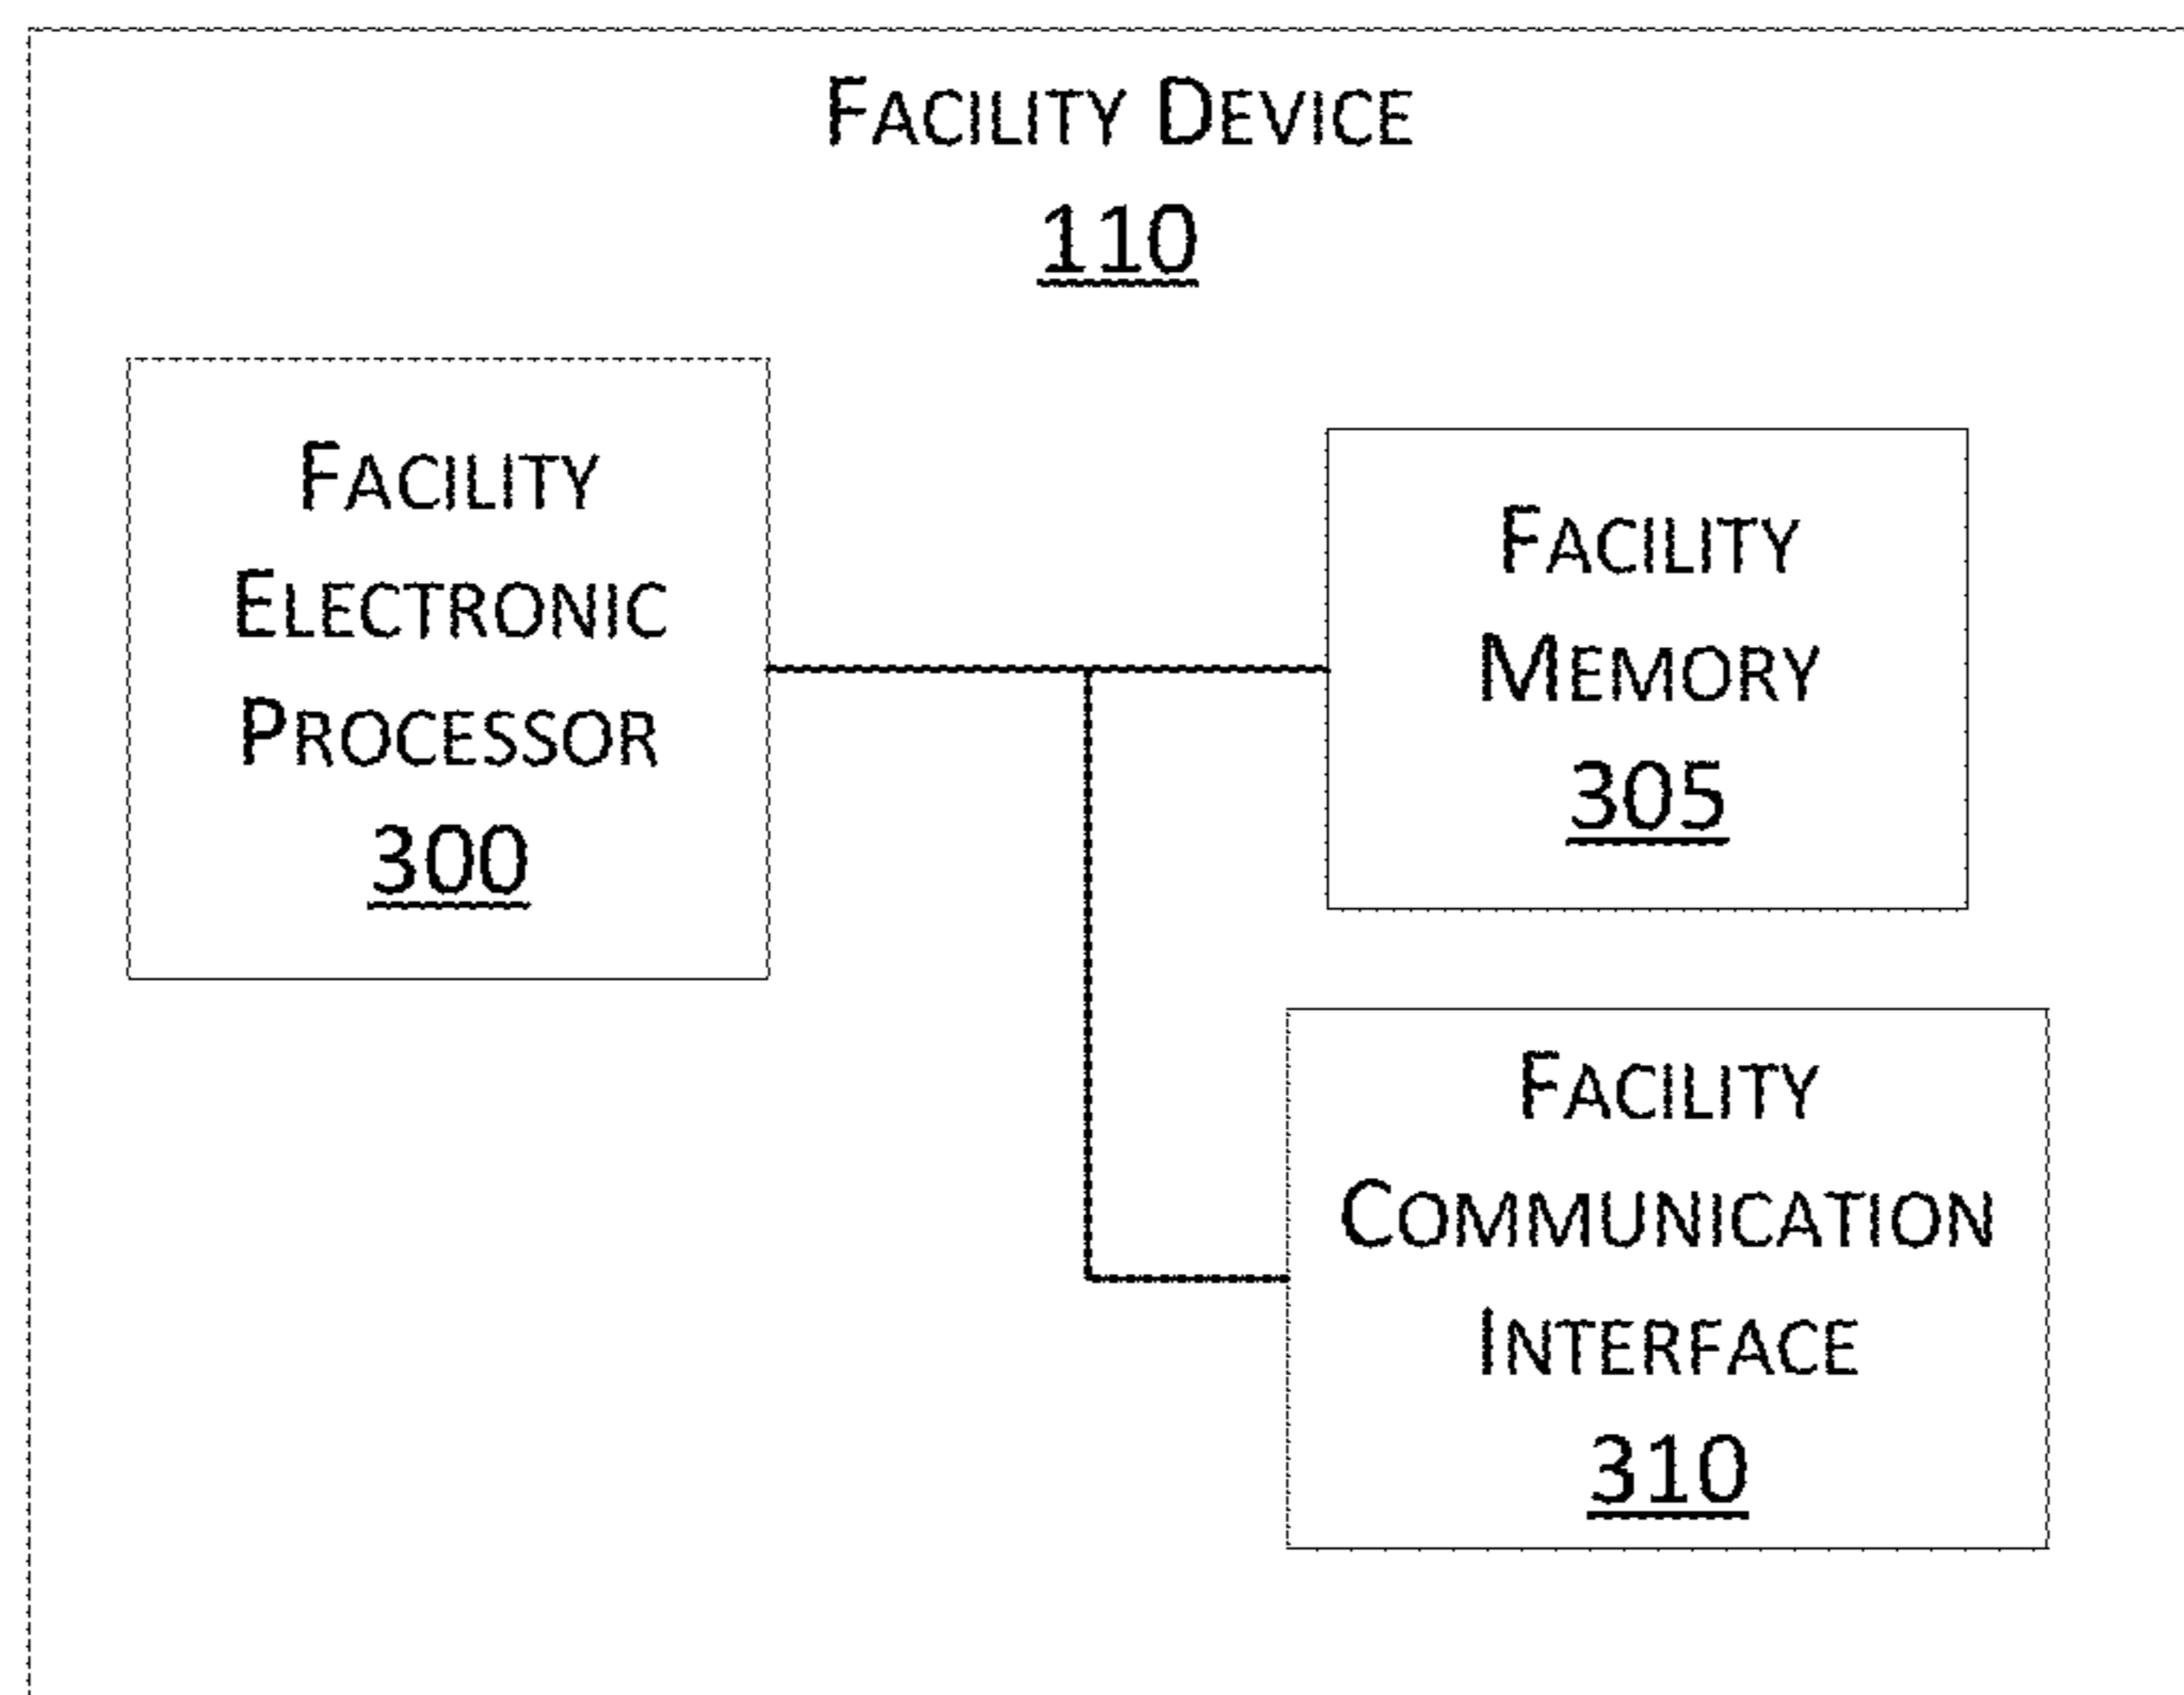 FACILITY DEVICE
110
FACILITY
ELECTRONIC
PROCESSOR
300
FACILITY
MEMORY
305
FACILITY
COMMUNICATION
INTERFACE
310